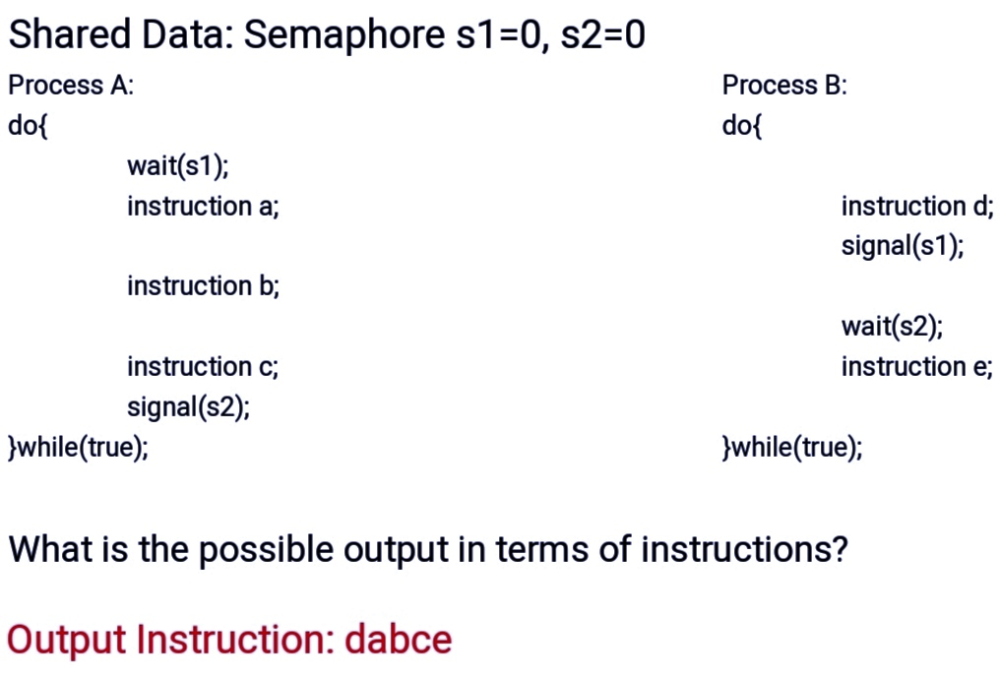 Shared Data: Semaphore s1=0, s2=0
Process A:
do{
wait(s1);
instruction a;
instruction b;
instruction c;
signal(s2);
}while(true);
Process B:
do{
instruction d;
signal(s1);
wait(s2);
instruction e;
}while(true);
What is the possible output in terms of instructions?
Output Instruction: dabce